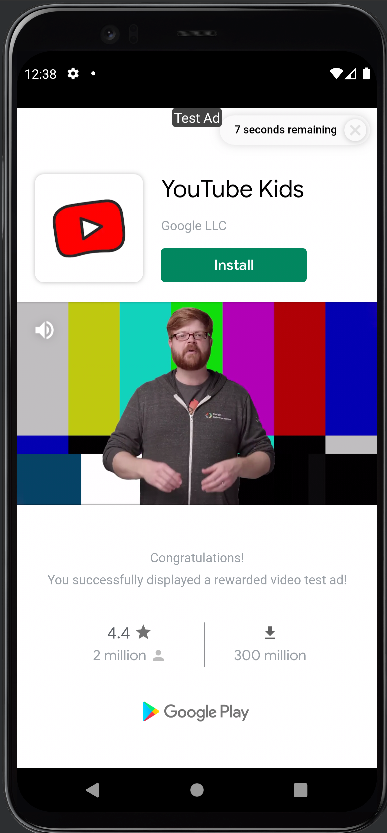 12:38
Test Ad
7 seconds remaining
YouTube Kids
Google LLC
Install
Congratulations!
You successfully displayed a rewarded video test ad!
4.4
2 million
300 million
Google Play